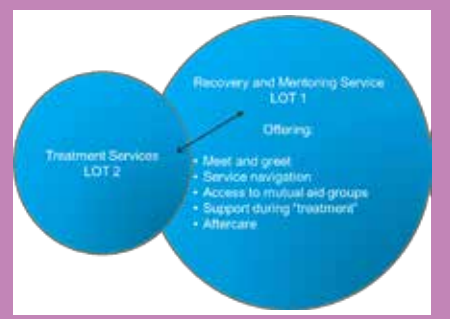 Recovery and Mentoring Service
LOT 1
Offering:
Treatment Services
LOT 2
• Meet and greet
• Service navigation
• Access to mutual aid groups
• Support during "treatment"
• Aftercare